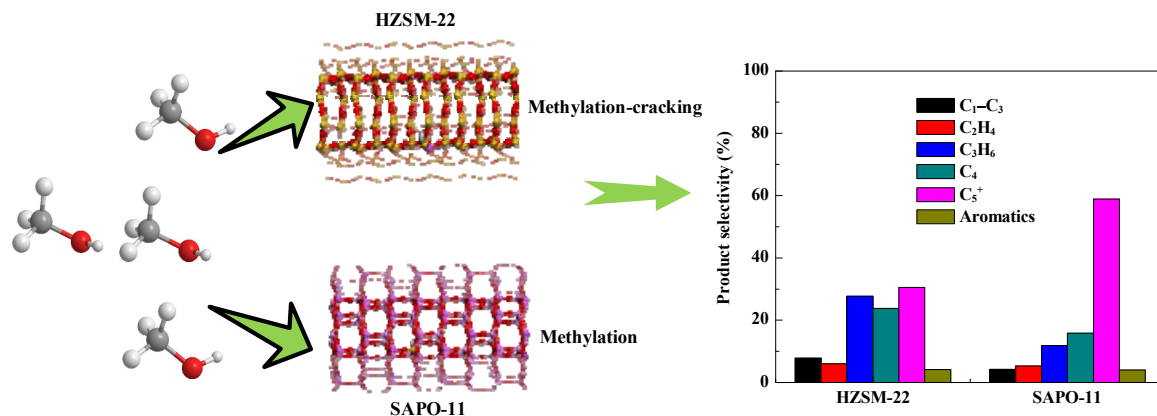 HZSM-22
Methylation-cracking
Methylation
SAPO-11
Product selectivity (%)
100
80
60
40
20
0
C₁–C₃
C₂H₄
C₃H₆
C₄
C₅⁺
Aromatics
HZSM-22
SAPO-11